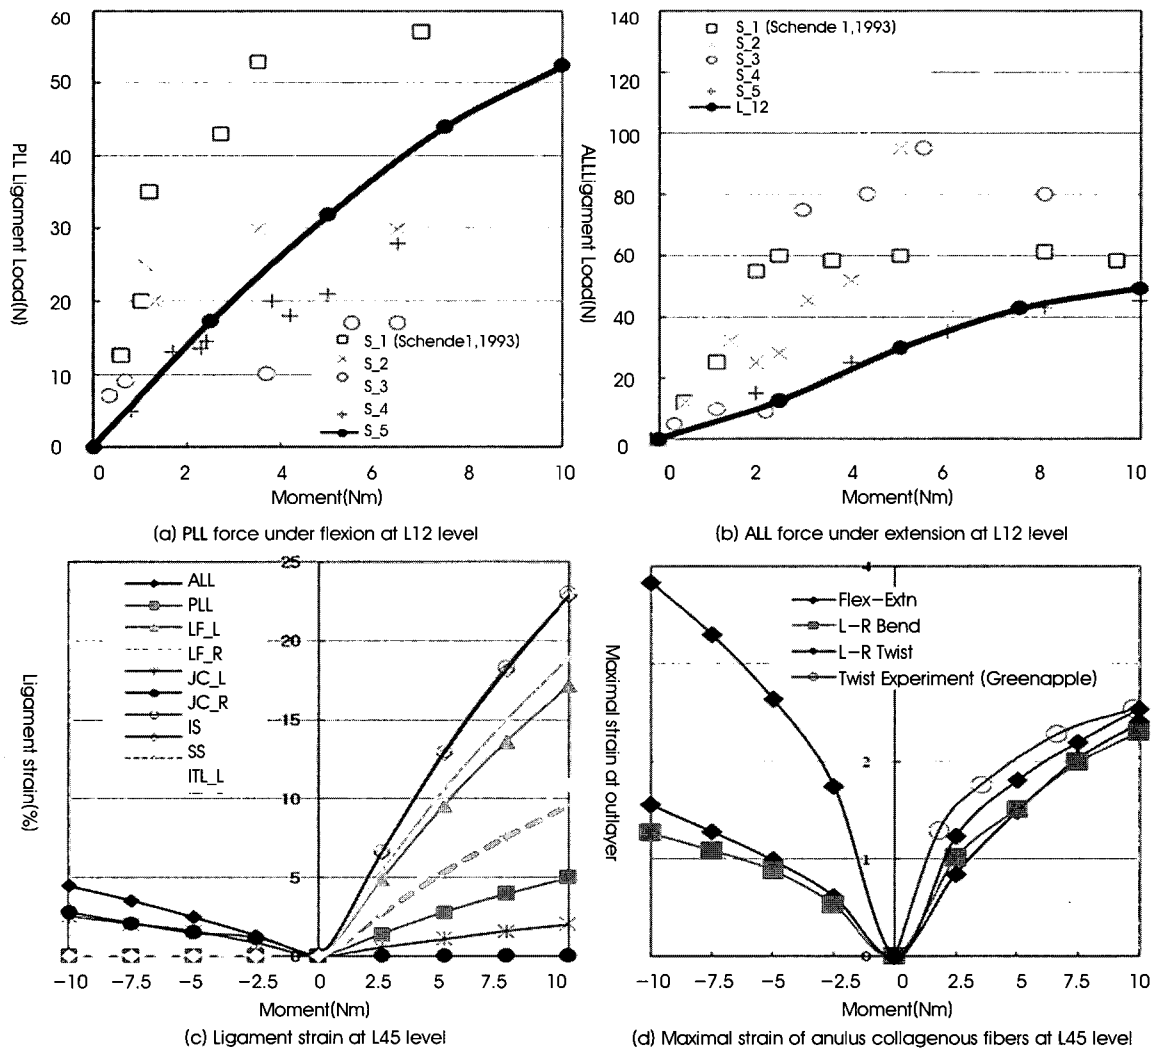 60
50
40
30
20
10
0
PLL Ligament Load(N)
S_1 (Schende1,1993)
S_2
S_3
S_4
S_5
0 2 4 6 8 10
Moment(Nm)
(a) PLL force under flexion at L12 level
140
120
100
80
60
40
20
0
ALLLigament Load(N)
S_1 (Schende 1,1993)
S_2
S_3
S_4
S_5
L_12
0 2 4 6 8 10
Moment(Nm)
(b) ALL force under extension at L12 level
25
20
15
10
5
0
Ligament strain(%)
ALL
PLL
LF_L
LF_R
JC_L
JC_R
IS
SS
ITL_L
-10 -7.5 -5 -2.5 0 2.5 5 7.5 10
Moment(Nm)
(c) Ligament strain at L45 level
4
2
1
0
Maximal strain at outlayer
Flex-Extn
L-R Bend
L-R Twist
Twist Experiment (Greenapple)
-10 -7.5 -5 -2.5 0 2.5 5 7.5 10
Moment(Nm)
(d) Maximal strain of anulus collagenous fibers at L45 level